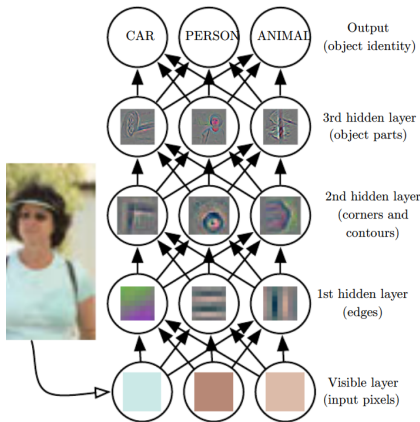 CAR PERSON ANIMAL
Output
(object identity)
3rd hidden layer
(object parts)
2nd hidden layer
(corners and
contours)
1st hidden layer
(edges)
Visible layer
(input pixels)